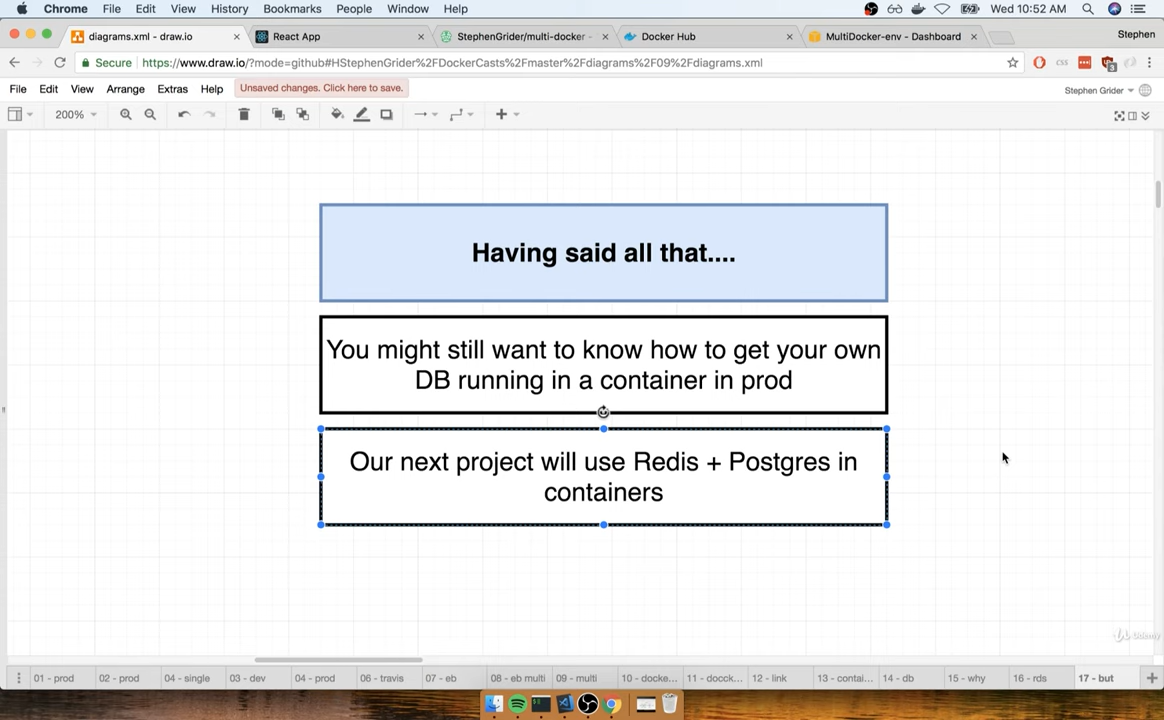 Chrome File Edit View History Bookmarks People Window Help Wed 10:52 AM
diagrams.xml - draw.io React App StephenGrider/multi-docker - Docker Hub MultiDocker-env - Dashboard Stephen
Secure https://www.draw.io/?mode=github#HStephenGrider%2FDockerCasts%2Fmaster%2Fdiagrams%2F09%2Fdiagrams.xml
File Edit View Arrange Extras Help Unsaved changes. Click here to save. Stephen Grider
200%
Having said all that....
You might still want to know how to get your own
DB running in a container in prod
Our next project will use Redis + Postgres in
containers
Udemy
01 - prod 02 - prod 04 - single 03 - dev 04 - prod 06 - travis 07 - eb 08 - eb multi 09 - multi 10 - docke... 11 - doock... 12 - link 13 - contai... 14 - db 15 - why 16 - rds 17 - but